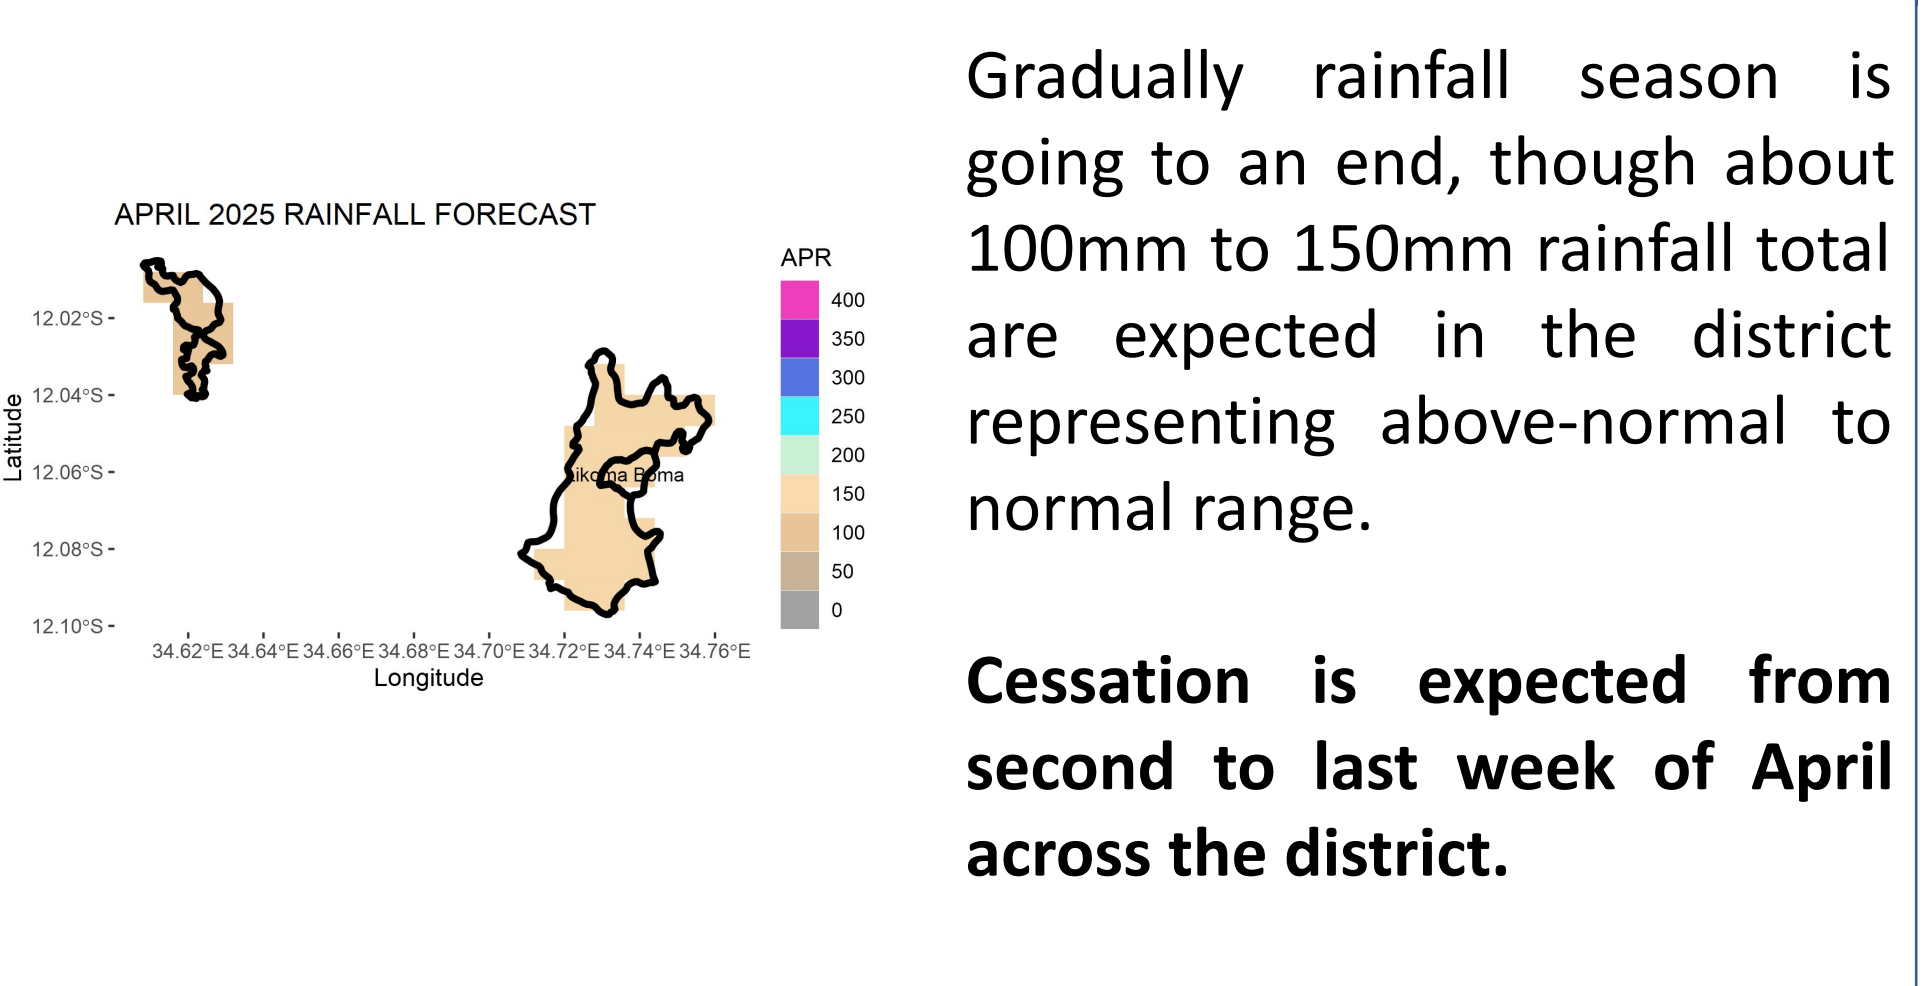 APRIL 2025 RAINFALL FORECAST
APR
400
350
300
250
200
150
100
50
0
Latitude
12.02°S
12.04°S
12.06°S
12.08°S
12.10°S
Boma
34.62°E 34.64°E 34.66°E 34.68°E 34.70°E 34.72°E 34.74°E 34.76°E
Longitude
Gradually rainfall season is
going to an end, though about
100mm to 150mm rainfall total
are expected in the district
representing above-normal to
normal range.
Cessation is expected from
second to last week of April
across the district.